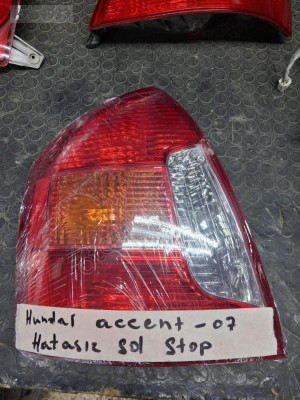 Hundai accent-07
Hatasız sol stop